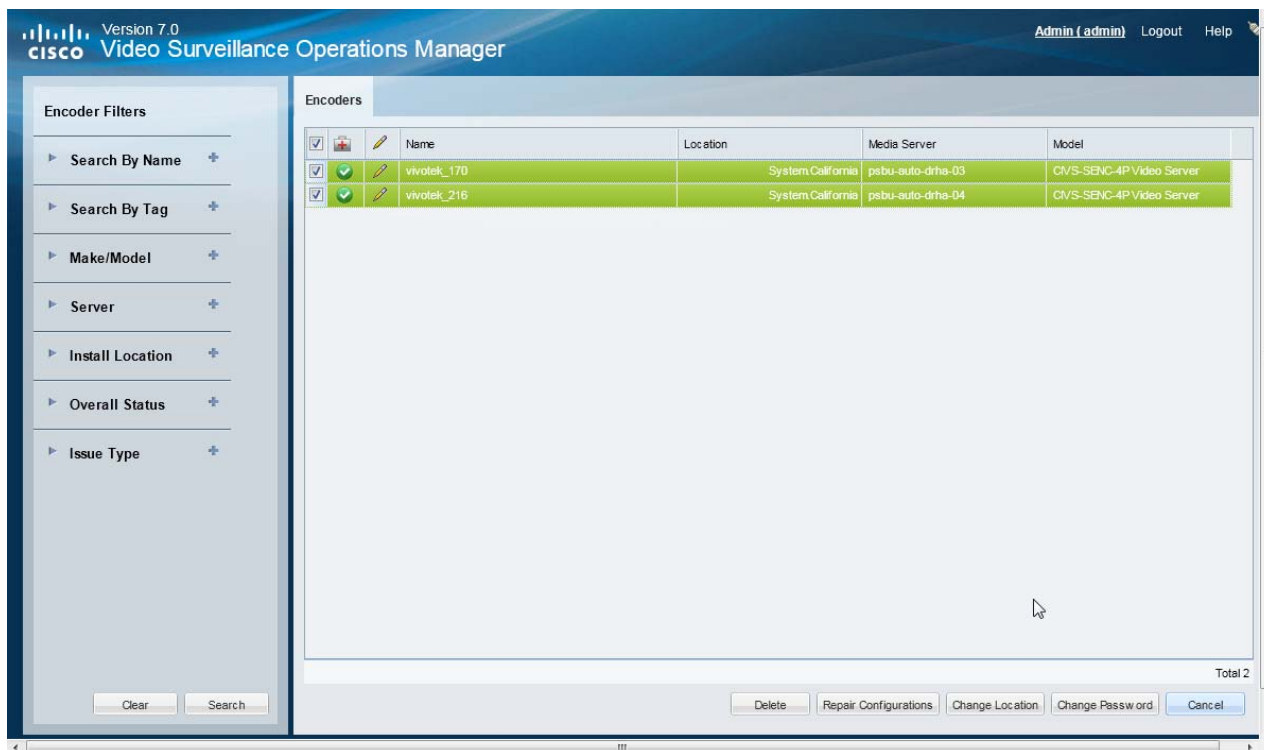 Version 7.0
CISCO Video Surveillance Operations Manager
Admin ( admin) Logout Help
Encoder Filters
Search By Name
Search By Tag
Make/Model
Server
Install Location
Overall Status
Issue Type
Clear Search
Encoders
Name Location Media Server Model
vivotek_170 System.California psbu-auto-drha-03 CIVS-SENC-4P Video Server
vivotek_216 System.California psbu-auto-drha-04 CIVS-SENC-4P Video Server
Total 2
Delete Repair Configurations Change Location Change Password Cancel